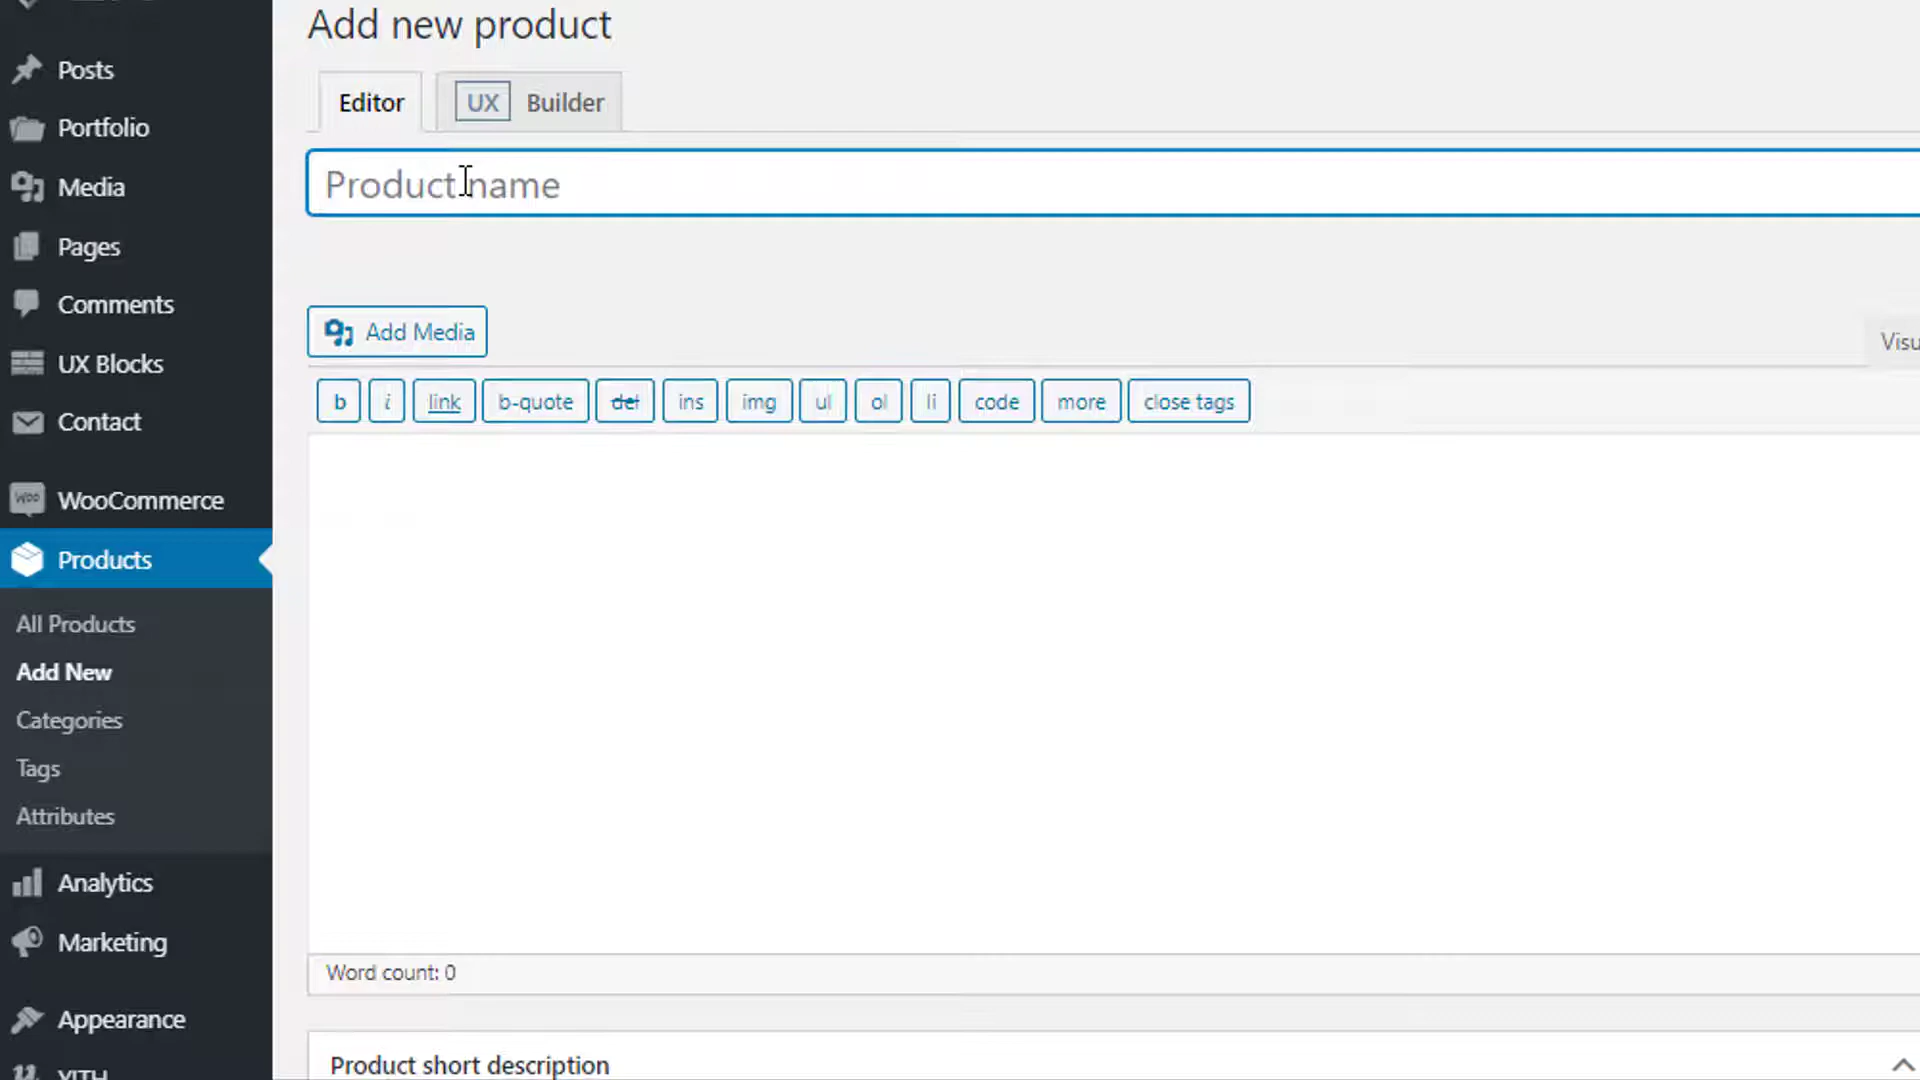 Add new product
Editor
UX Builder
Product name
Add Media
Visu
b i link b-quote del ins img ul ol li code more close tags
Word count: 0
Product short description
Posts
Portfolio
Media
Pages
Comments
UX Blocks
Contact
Woo WooCommerce
Products
All Products
Add New
Categories
Tags
Attributes
Analytics
Marketing
Appearance
YITH